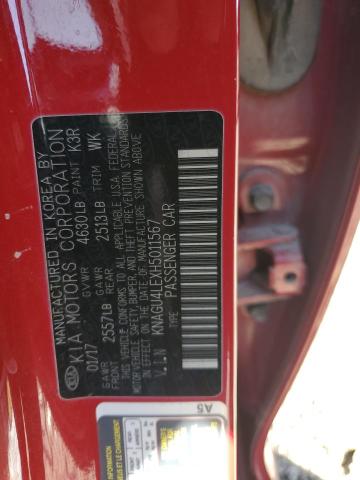 MANUFACTURED IN KOREA BY
KIA MOTORS CORPORATION
01/17 GVWR 4630LB PAINT K3R
GAWR FRONT 2557LB GAWR REAR 2513LB TRIM WK
THIS VEHICLE CONFORMS TO ALL APPLICABLE U.S.A FEDERAL
MOTOR VEHICLE SAFETY, BUMPER, AND THEFT PREVENTION STANDARDS
IN EFFECT ON THE DATE OF MANUFACTURE SHOWN ABOVE.
V.I.N KNAGU4LEXH5011567
TYPE PASSENGER CAR
A5